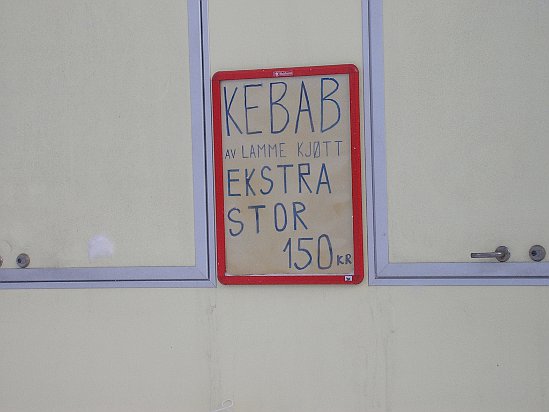 KEBAB
AV LAMME KJØTT
EKSTRA
STOR
150 KR